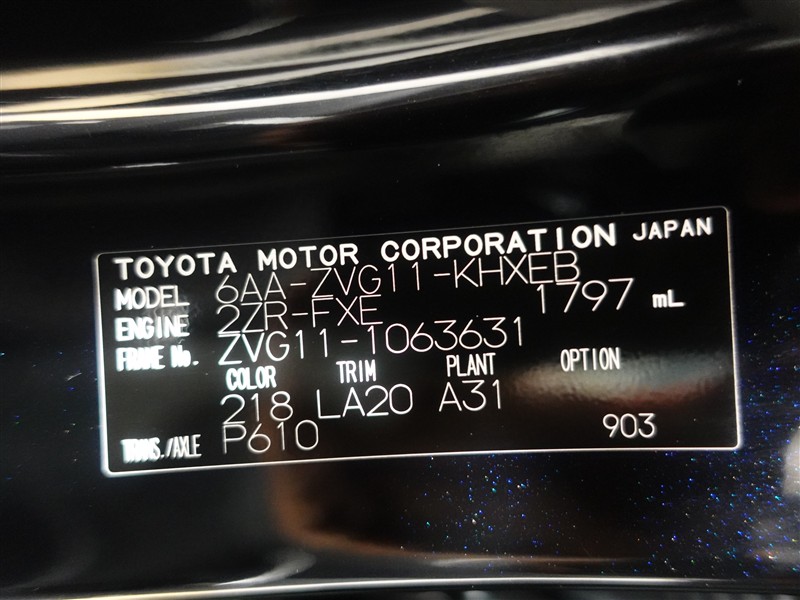 TOYOTA MOTOR CORPORATION JAPAN
MODEL 6AA-ZVG11-KHXEB
ENGINE 2ZR-FXE 1797 mL
FRAME No. ZVG11-1063631
COLOR TRIM PLANT OPTION
218 LA20 A31
TRANS./AXLE P610 903